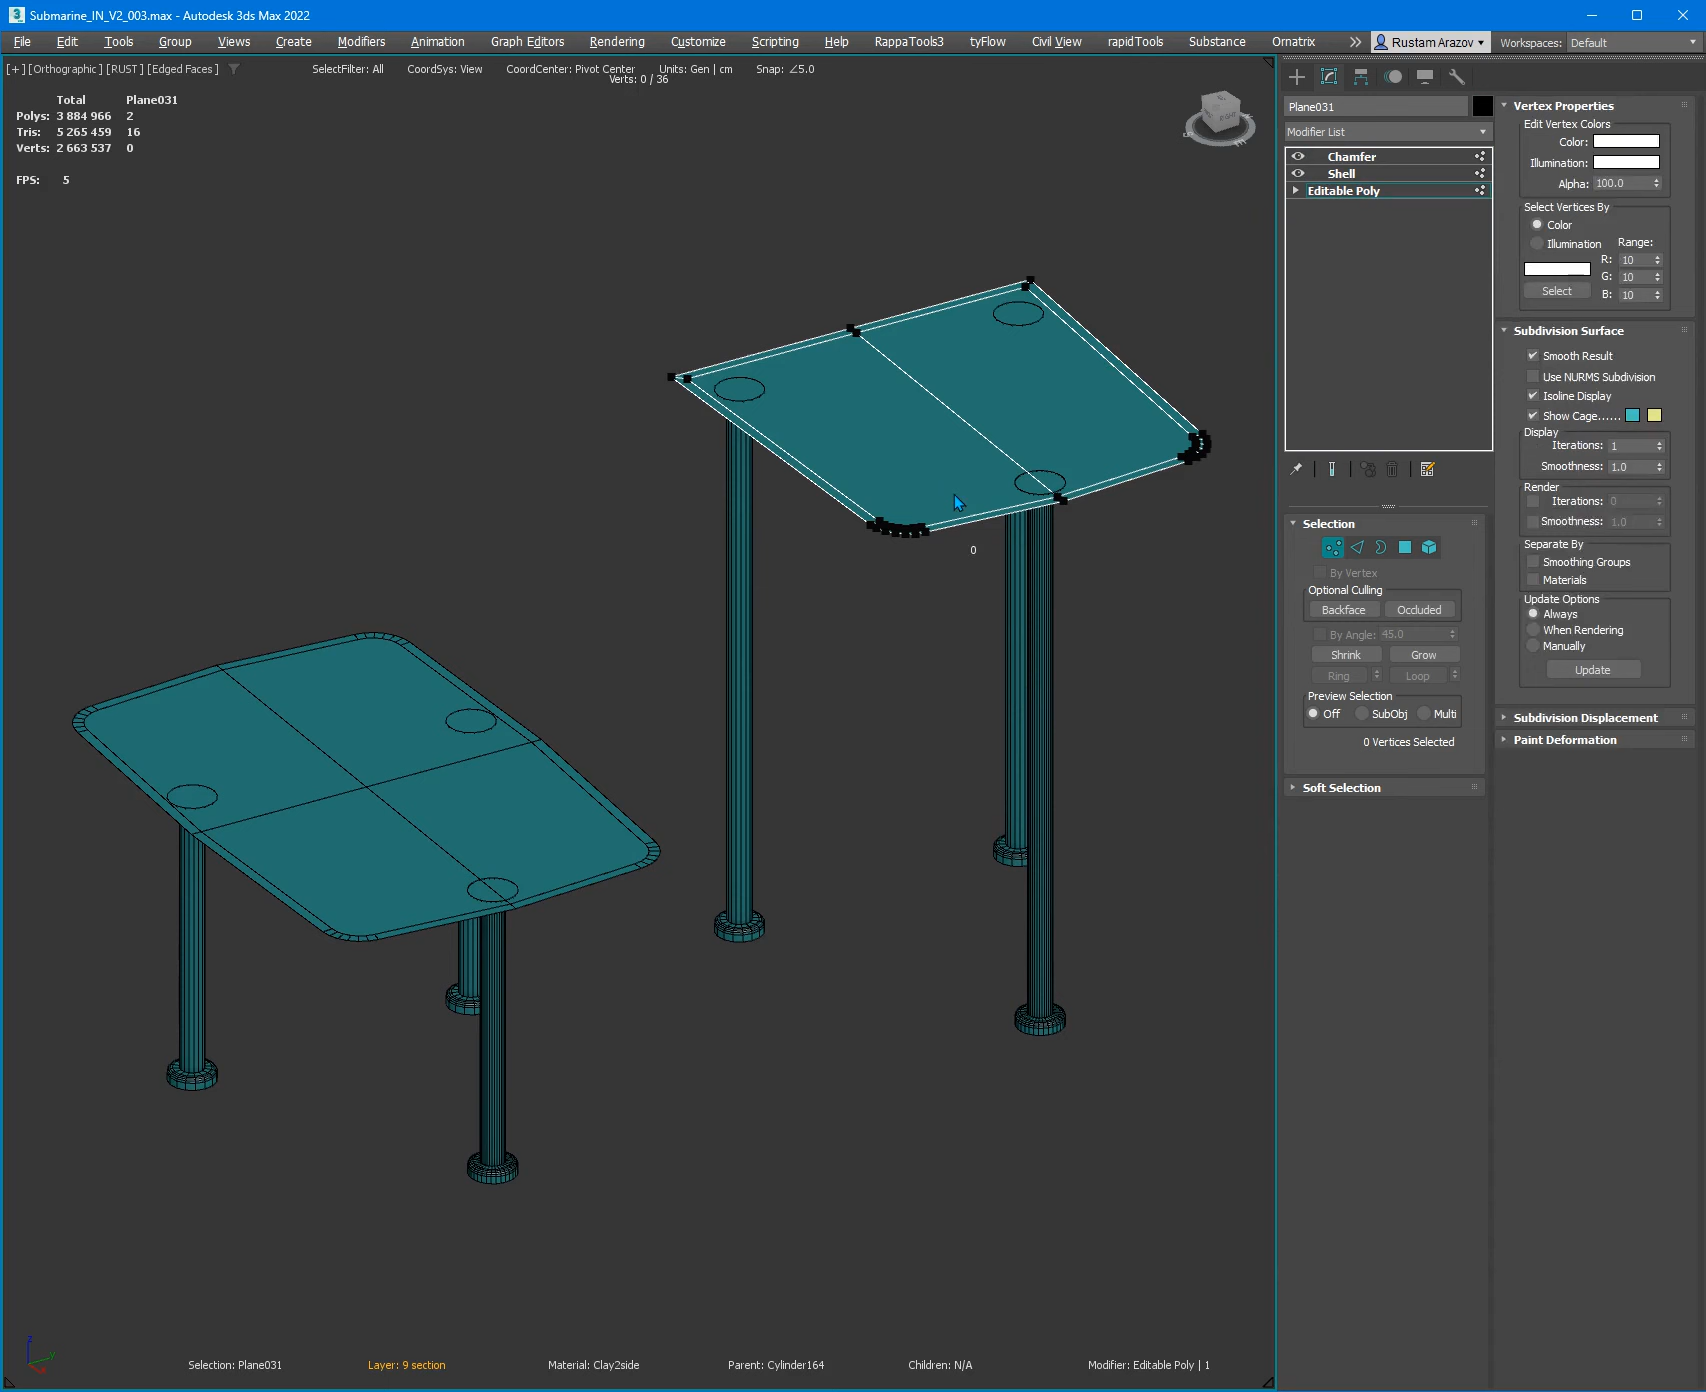 Submarine_IN_V2_003.max - Autodesk 3ds Max 2022
File Edit Tools Group Views Create Modifiers Animation Graph Editors Rendering Customize Scripting Help RappaTools3 tyFlow Civil View rapidTools Substance Ornatrix
Rustam Arazov
Workspaces: Default
[+] [Orthographic ] [RUST ] [Edged Faces ]
SelectFilter: All CoordSys: View CoordCenter: Pivot Center Units: Gen | cm Snap: ∠5.0
Verts: 0 / 36
Total Plane031
Polys: 3 884 966 2
Tris: 5 265 459 16
Verts: 2 663 537 0
FPS: 5
0
z
y
Selection: Plane031 Layer: 9 section Material: Clay2side Parent: Cylinder164 Children: N/A Modifier: Editable Poly | 1
Plane031
Modifier List
Chamfer
Shell
Editable Poly
Selection
By Vertex
Optional Culling
Backface Occluded
By Angle: 45.0
Shrink Grow
Ring Loop
Preview Selection
Off SubObj Multi
0 Vertices Selected
Soft Selection
Vertex Properties
Edit Vertex Colors
Color:
Illumination:
Alpha: 100.0
Select Vertices By
Color
Illumination Range:
R: 10
G: 10
Select
B: 10
Subdivision Surface
Smooth Result
Use NURMS Subdivision
Isoline Display
Show Cage......
Display
Iterations: 1
Smoothness: 1.0
Render
Iterations: 0
Smoothness: 1.0
Separate By
Smoothing Groups
Materials
Update Options
Always
When Rendering
Manually
Update
Subdivision Displacement
Paint Deformation